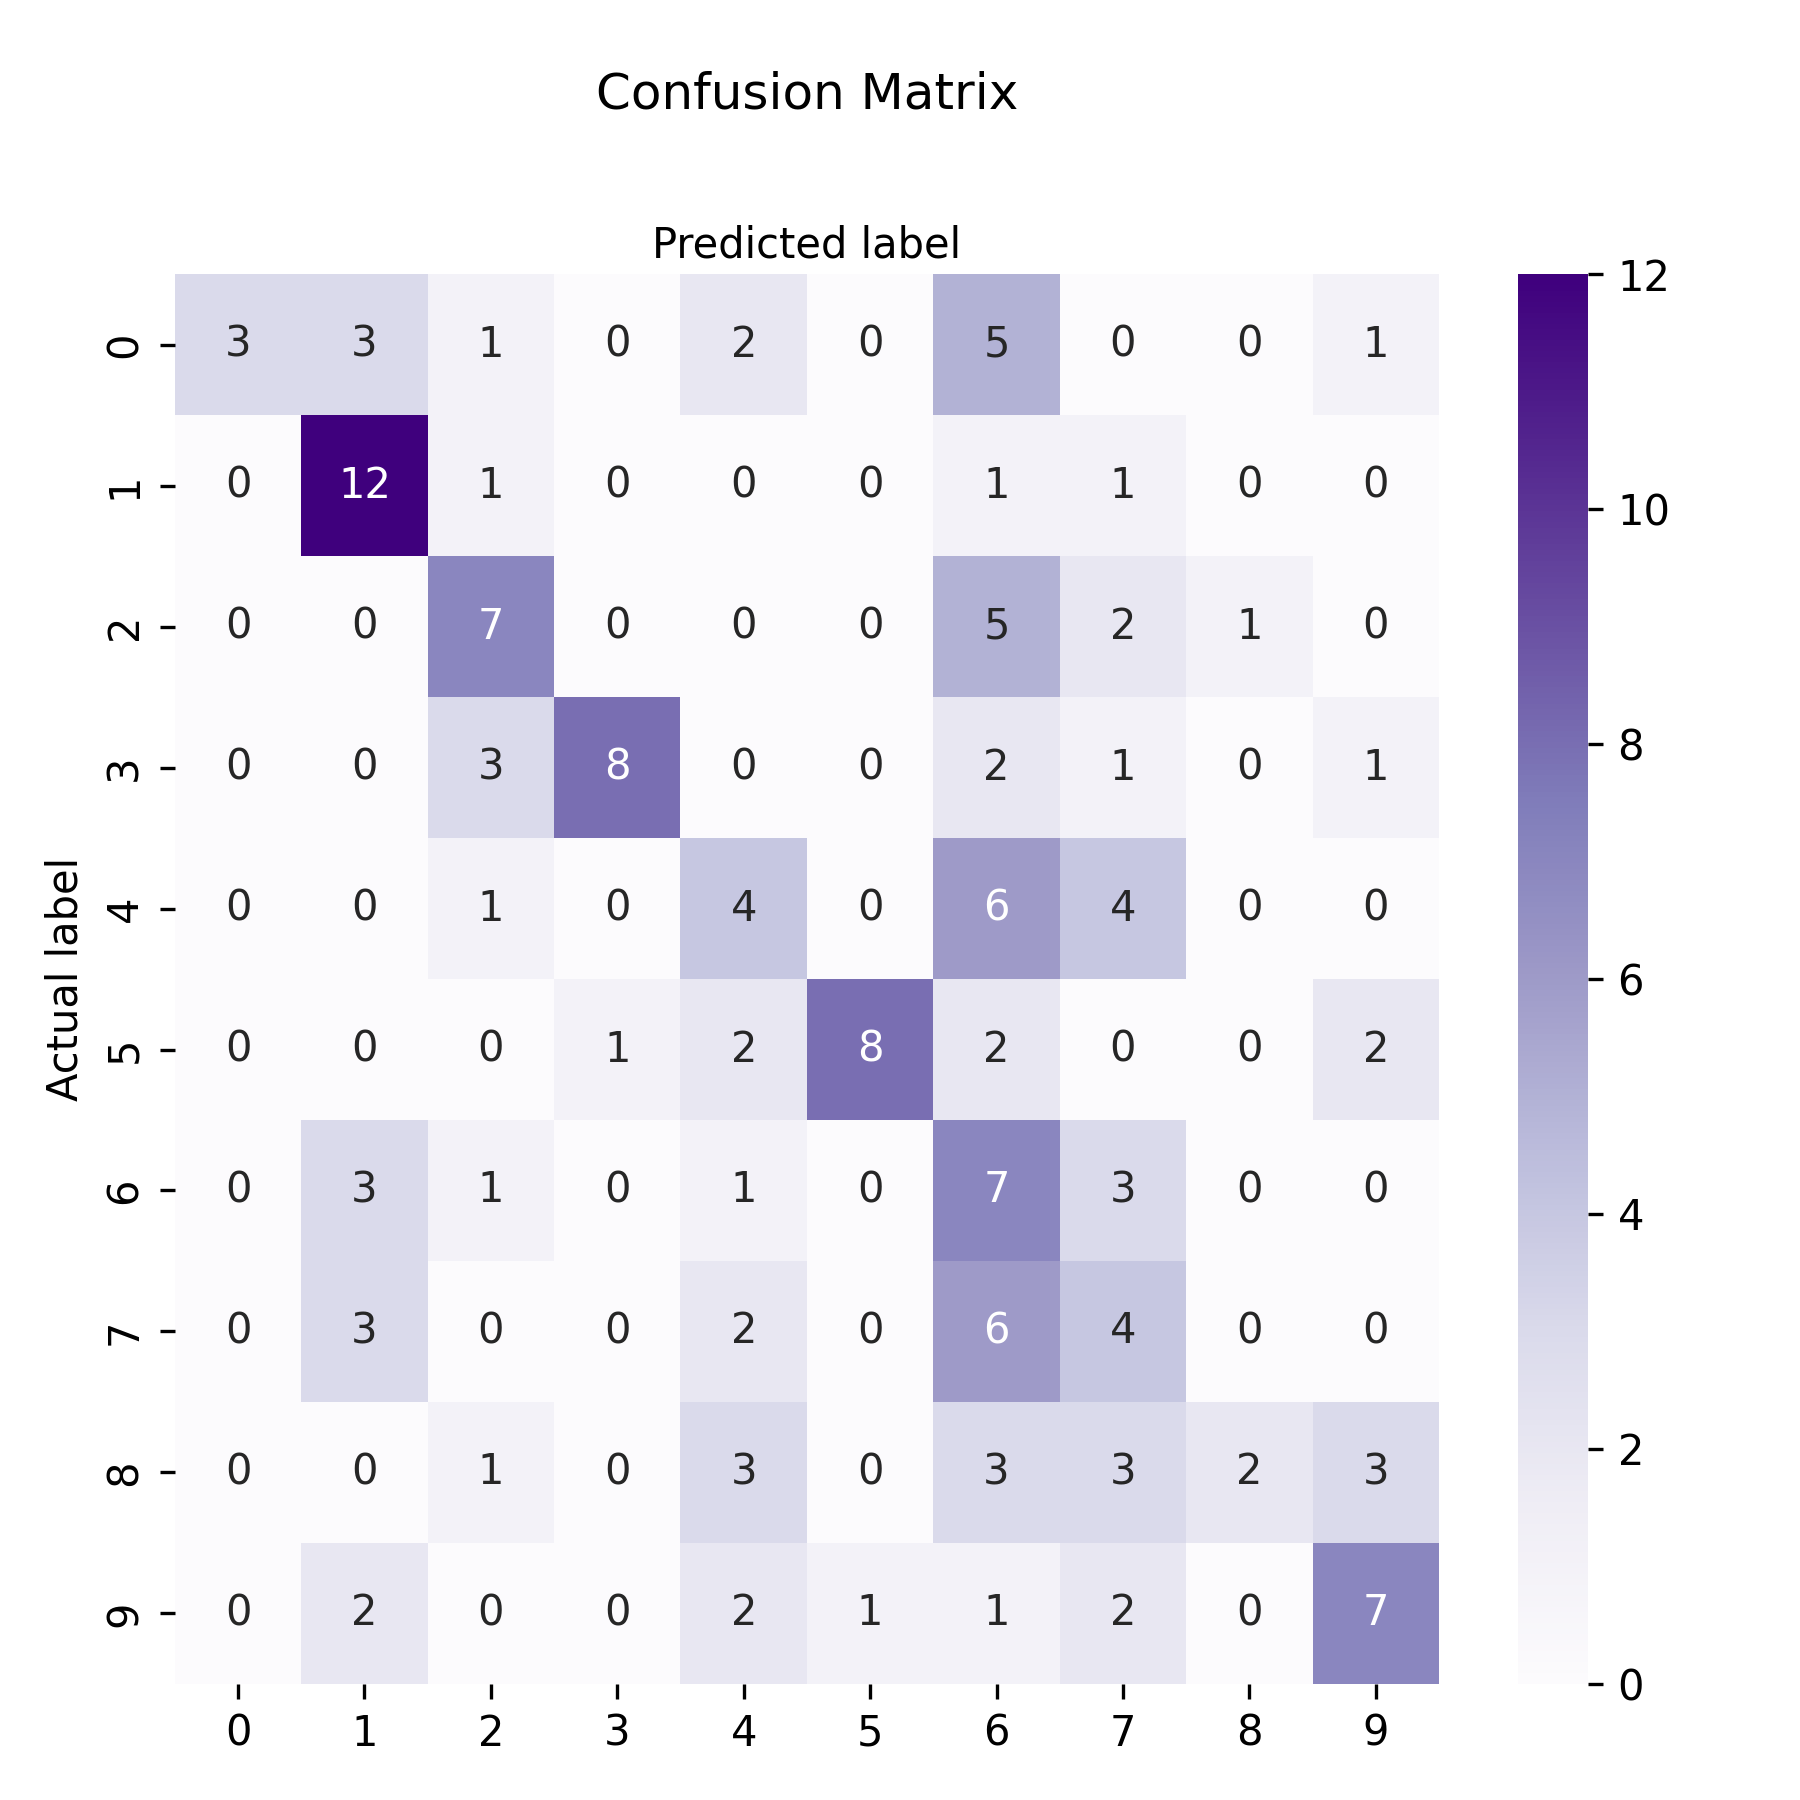 Confusion Matrix
Predicted label
Actual label
0 3 3 1 0 2 0 5 0 0 1
1 0 12 1 0 0 0 1 1 0 0
2 0 0 7 0 0 0 5 2 1 0
3 0 0 3 8 0 0 2 1 0 1
4 0 0 1 0 4 0 6 4 0 0
5 0 0 0 1 2 8 2 0 0 2
6 0 3 1 0 1 0 7 3 0 0
7 0 3 0 0 2 0 6 4 0 0
8 0 0 1 0 3 0 3 3 2 3
9 0 2 0 0 2 1 1 2 0 7
0 1 2 3 4 5 6 7 8 9
12
10
8
6
4
2
0